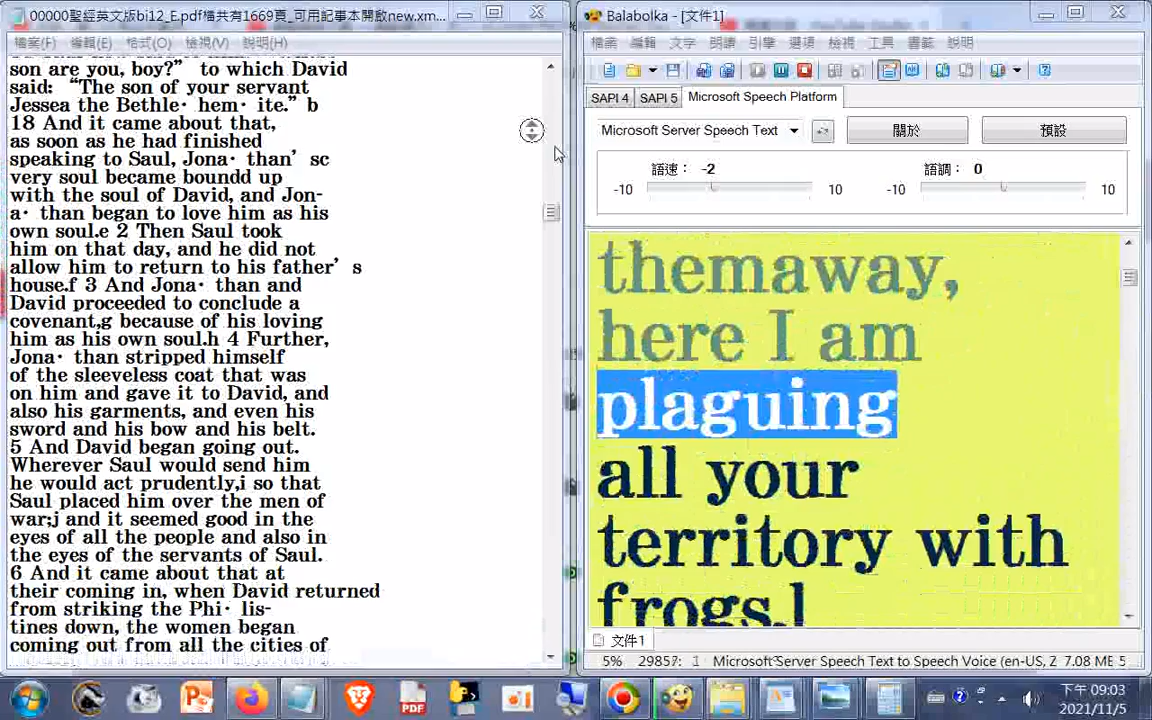 00000聖經英文版bi12_E.pdf檔共有1669頁_可用記事本開啟new.xm...
檔案(F) 編輯(E) 格式(O) 檢視(V) 說明(H)
son are you, boy?” to which David
said: “The son of your servant
Jessea the Bethle· hem· ite.” b
18 And it came about that,
as soon as he had finished
speaking to Saul, Jona· than’ sc
very soul became boundd up
with the soul of David, and Jon-
a· than began to love him as his
own soul.e 2 Then Saul took
him on that day, and he did not
allow him to return to his father’ s
house.f 3 And Jona· than and
David proceeded to conclude a
covenant,g because of his loving
him as his own soul.h 4 Further,
Jona· than stripped himself
of the sleeveless coat that was
on him and gave it to David, and
also his garments, and even his
sword and his bow and his belt.
5 And David began going out.
Wherever Saul would send him
he would act prudently,i so that
Saul placed him over the men of
war;j and it seemed good in the
eyes of all the people and also in
the eyes of the servants of Saul.
6 And it came about that at
their coming in, when David returned
from striking the Phi· lis-
tines down, the women began
coming out from all the cities of
Balabolka - [文件1]
檔案 編輯 文字 朗讀 引擎 選項 檢視 工具 書籤 說明
SAPI 4 SAPI 5 Microsoft Speech Platform
Microsoft Server Speech Text 關於 預設
語速： -2 語調： 0
-10 10 -10 10
themaway,
here I am
plaguing
all your
territory with
frogs.l
文件1
5% 29857: 1 Microsoft Server Speech Text to Speech Voice (en-US, Z 7.08 MB 5
下午 09:03
2021/11/5